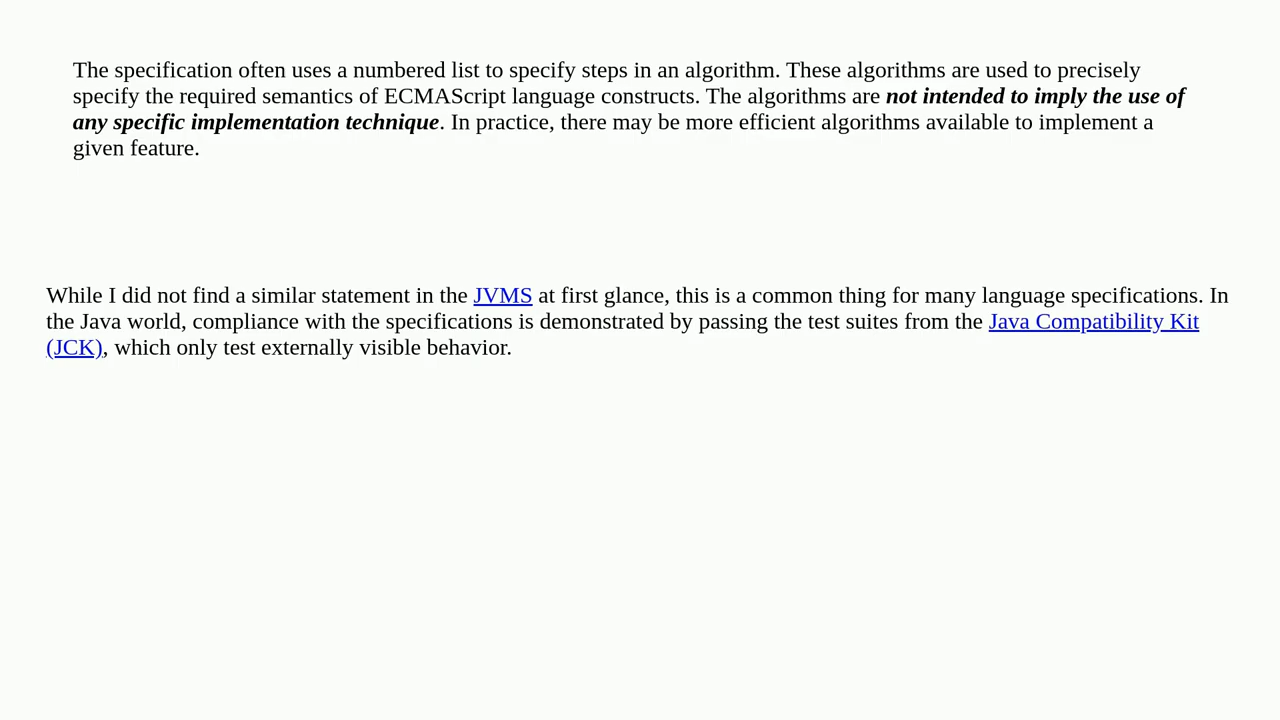 The specification often uses a numbered list to specify steps in an algorithm. These algorithms are used to precisely
specify the required semantics of ECMAScript language constructs. The algorithms are not intended to imply the use of
any specific implementation technique. In practice, there may be more efficient algorithms available to implement a
given feature.
While I did not find a similar statement in the JVMS at first glance, this is a common thing for many language specifications. In
the Java world, compliance with the specifications is demonstrated by passing the test suites from the Java Compatibility Kit
(JCK), which only test externally visible behavior.